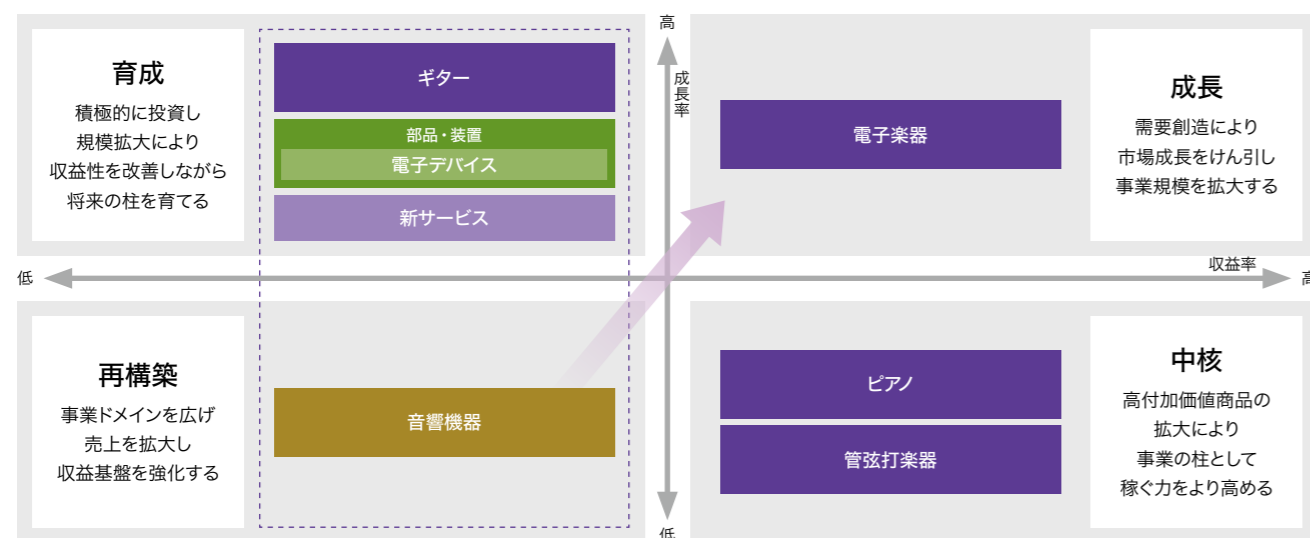 高
成長率
育成
積極的に投資し
規模拡大により
収益性を改善しながら
将来の柱を育てる
ギター
部品・装置
電子デバイス
新サービス
電子楽器
成長
需要創造により
市場成長をけん引し
事業規模を拡大する
低
収益率
高
再構築
事業ドメインを広げ
売上を拡大し
収益基盤を強化する
音響機器
ピアノ
管弦打楽器
中核
高付加価値商品の
拡大により
事業の柱として
稼ぐ力をより高める
低